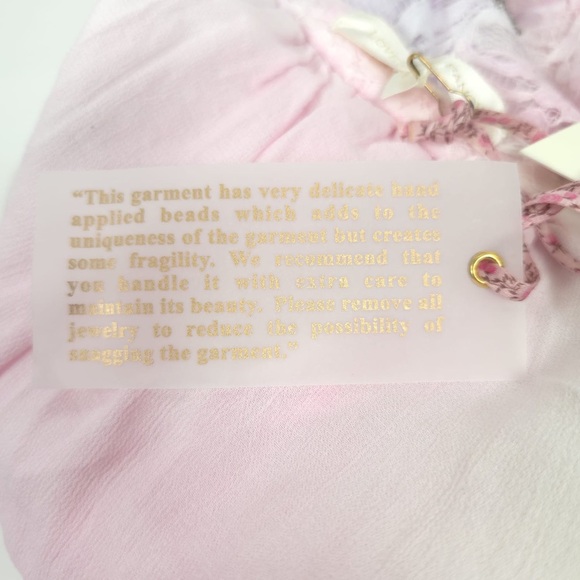 “This garment has very delicate hand
applied beads which adds to the
uniqueness of the garment but creates
some fragility. We recommend that
you handle it with extra care to
maintain its beauty. Please remove all
jewelry to reduce the possibility of
snagging the garment.”